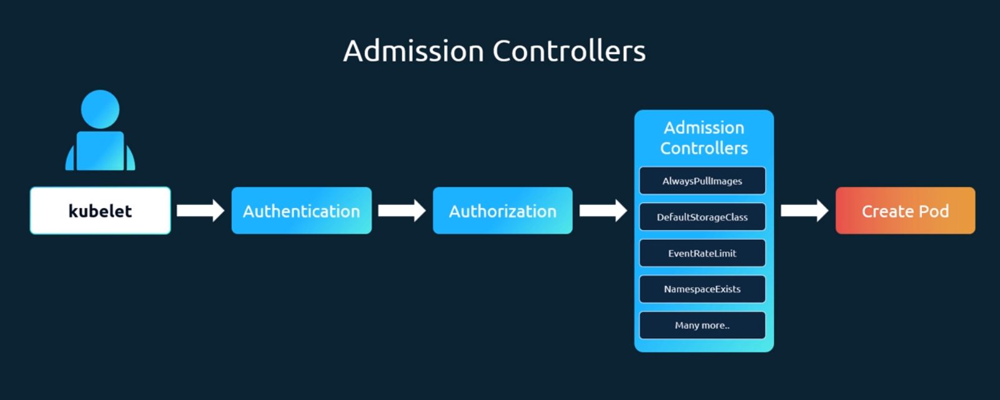 Admission Controllers
kubelet
Authentication
Authorization
Admission
Controllers
AlwaysPullImages
DefaultStorageClass
EventRateLimit
NamespaceExists
Many more..
Create Pod